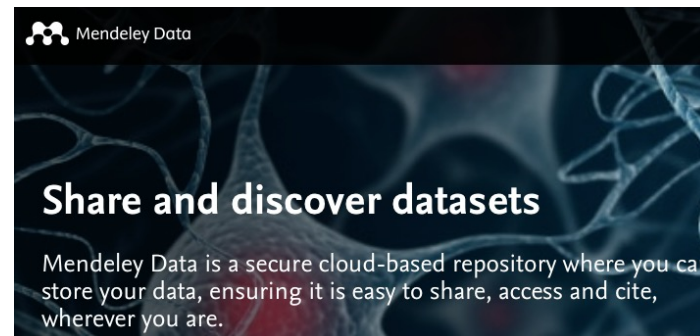 Mendeley Data
Share and discover datasets
Mendeley Data is a secure cloud-based repository where you
store your data, ensuring it is easy to share, access and cite,
wherever you are.